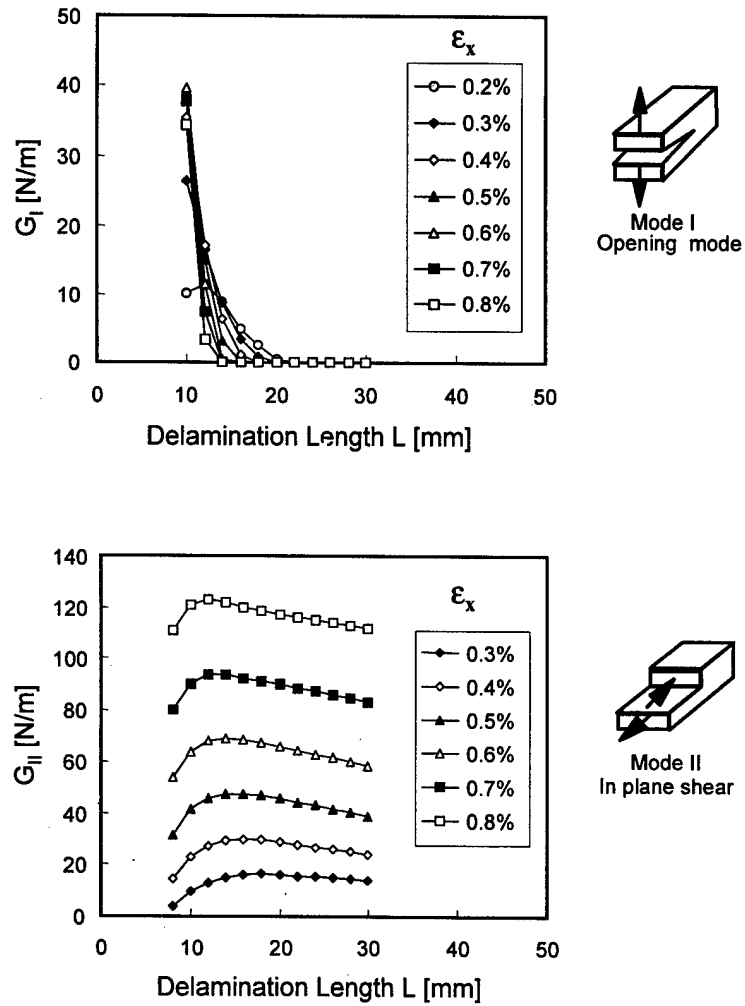 50
40
30
20
10
0
G_I [N/m]
0 10 20 30 40 50
Delamination Length L [mm]
ε_x
0.2%
0.3%
0.4%
0.5%
0.6%
0.7%
0.8%
Mode I
Opening mode
140
120
100
80
60
40
20
0
G_II [N/m]
0 10 20 30 40 50
Delamination Length L [mm]
ε_x
0.3%
0.4%
0.5%
0.6%
0.7%
0.8%
Mode II
In plane shear